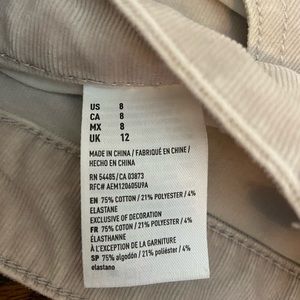 US 8
CA 8
MX 8
UK 12
MADE IN CHINA / FABRIQUÉ EN CHINE /
HECHO EN CHINA
RN 54485/CA 03873
RFC# AEM120605U9A
EN 75% COTTON / 21% POLYESTER / 4%
ELASTANE
EXCLUSIVE OF DECORATION
FR 75% COTON / 21% POLYESTER / 4%
ÉLASTHANNE
À L'EXCEPTION DE LA GARNITURE
SP 75% algodón / 21% poliéster / 4%
elastano